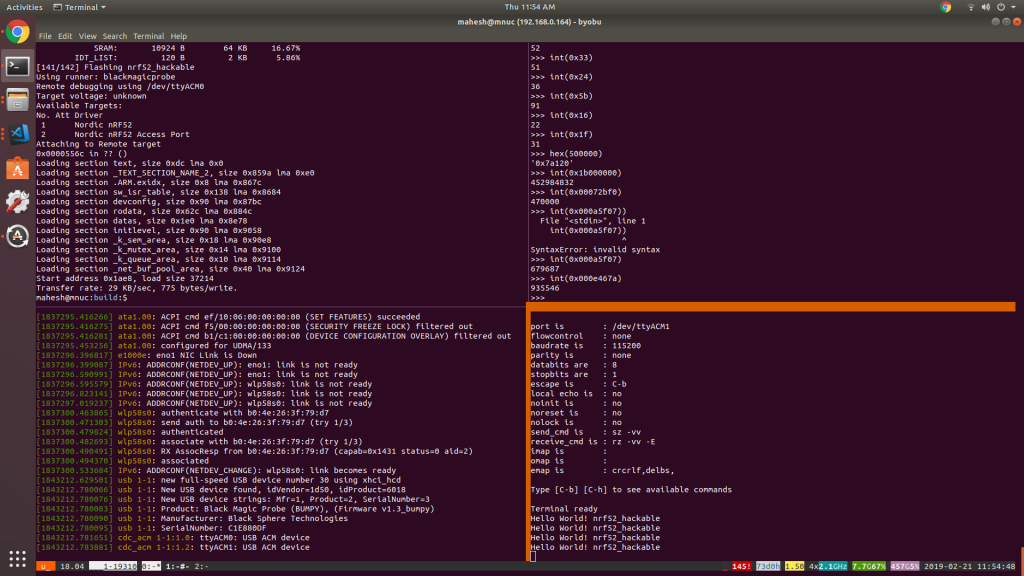 Activities Terminal Thu 11:54 AM
mahesh@mnuc (192.168.0.164) - byobu
File Edit View Search Terminal Help
SRAM: 10924 B 64 KB 16.67%
IDT_LIST: 120 B 2 KB 5.86%
[141/142] Flashing nrf52_hackable
Using runner: blackmagicprobe
Remote debugging using /dev/ttyACM0
Target voltage: unknown
Available Targets:
No. Att Driver
1 Nordic nRF52
2 Nordic nRF52 Access Port
Attaching to Remote target
0x0000556c in ?? ()
Loading section text, size 0xdc lma 0x0
Loading section _TEXT_SECTION_NAME_2, size 0x859a lma 0xe0
Loading section .ARM.exidx, size 0x8 lma 0x867c
Loading section sw_isr_table, size 0x138 lma 0x8684
Loading section devconfig, size 0x90 lma 0x87bc
Loading section rodata, size 0x62c lma 0x884c
Loading section datas, size 0x1e0 lma 0x8e78
Loading section initlevel, size 0x90 lma 0x9058
Loading section _k_sem_area, size 0x18 lma 0x90e8
Loading section _k_mutex_area, size 0x14 lma 0x9100
Loading section _k_queue_area, size 0x10 lma 0x9114
Loading section _net_buf_pool_area, size 0x40 lma 0x9124
Start address 0x1ae8, load size 37214
Transfer rate: 29 KB/sec, 775 bytes/write.
mahesh@mnuc:build:$
52
>>> int(0x33)
51
>>> int(0x24)
36
>>> int(0x5b)
91
>>> int(0x16)
22
>>> int(0x1f)
31
>>> hex(500000)
'0x7a120'
>>> int(0x1b000000)
452984832
>>> int(0x00072bf0)
470000
>>> int(0x000a5f07))
File "<stdin>", line 1
int(0x000a5f07))
^
SyntaxError: invalid syntax
>>> int(0x000a5f07)
679687
>>> int(0x000e467a)
935546
>>>
[1837295.416266] ata1.00: ACPI cmd ef/10:06:00:00:00:00 (SET FEATURES) succeeded
[1837295.416275] ata1.00: ACPI cmd f5/00:00:00:00:00:00 (SECURITY FREEZE LOCK) filtered out
[1837295.416281] ata1.00: ACPI cmd b1/c1:00:00:00:00:00 (DEVICE CONFIGURATION OVERLAY) filtered out
[1837295.453256] ata1.00: configured for UDMA/133
[1837296.396817] e1000e: eno1 NIC Link is Down
[1837296.399087] IPv6: ADDRCONF(NETDEV_UP): eno1: link is not ready
[1837296.590991] IPv6: ADDRCONF(NETDEV_UP): eno1: link is not ready
[1837296.595579] IPv6: ADDRCONF(NETDEV_UP): wlp58s0: link is not ready
[1837296.823141] IPv6: ADDRCONF(NETDEV_UP): wlp58s0: link is not ready
[1837297.019237] IPv6: ADDRCONF(NETDEV_UP): wlp58s0: link is not ready
[1837300.463865] wlp58s0: authenticate with b0:4e:26:3f:79:d7
[1837300.471303] wlp58s0: send auth to b0:4e:26:3f:79:d7 (try 1/3)
[1837300.479824] wlp58s0: authenticated
[1837300.482693] wlp58s0: associate with b0:4e:26:3f:79:d7 (try 1/3)
[1837300.490491] wlp58s0: RX AssocResp from b0:4e:26:3f:79:d7 (capab=0x1431 status=0 aid=2)
[1837300.494370] wlp58s0: associated
[1837300.533684] IPv6: ADDRCONF(NETDEV_CHANGE): wlp58s0: link becomes ready
[1843212.629501] usb 1-1: new full-speed USB device number 30 using xhci_hcd
[1843212.780066] usb 1-1: New USB device found, idVendor=1d50, idProduct=6018
[1843212.780076] usb 1-1: New USB device strings: Mfr=1, Product=2, SerialNumber=3
[1843212.780083] usb 1-1: Product: Black Magic Probe (BUMPY), (Firmware v1.3_bumpy)
[1843212.780090] usb 1-1: Manufacturer: Black Sphere Technologies
[1843212.780095] usb 1-1: SerialNumber: C1E880DF
[1843212.781651] cdc_acm 1-1:1.0: ttyACM0: USB ACM device
[1843212.783881] cdc_acm 1-1:1.2: ttyACM1: USB ACM device
port is : /dev/ttyACM1
flowcontrol : none
baudrate is : 115200
parity is : none
databits are : 8
stopbits are : 1
escape is : C-b
local echo is : no
noinit is : no
noreset is : no
nolock is : no
send_cmd is : sz -vv
receive_cmd is : rz -vv -E
imap is :
omap is :
emap is : crcrlf,delbs,
Type [C-b] [C-h] to see available commands
Terminal ready
Hello World! nrf52_hackable
Hello World! nrf52_hackable
Hello World! nrf52_hackable
Hello World! nrf52_hackable
u_ 18.04 1-19310 0:-* 1:-#- 2:- _ 145! 73d0h 1.50 4x2.1GHz 7.7G67% 457G5% 2019-02-21 11:54:48